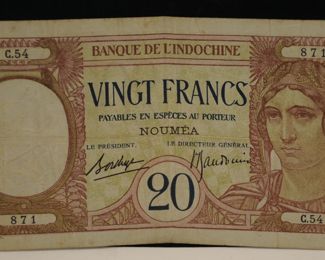 BANQUE DE L'INDOCHINE
C.54
871
VINGT FRANCS
PAYABLES EN ESPÈCES AU PORTEUR
NOUMÉA
LE PRÉSIDENT. LE DIRECTEUR GÉNÉRAL
20
871
C.54